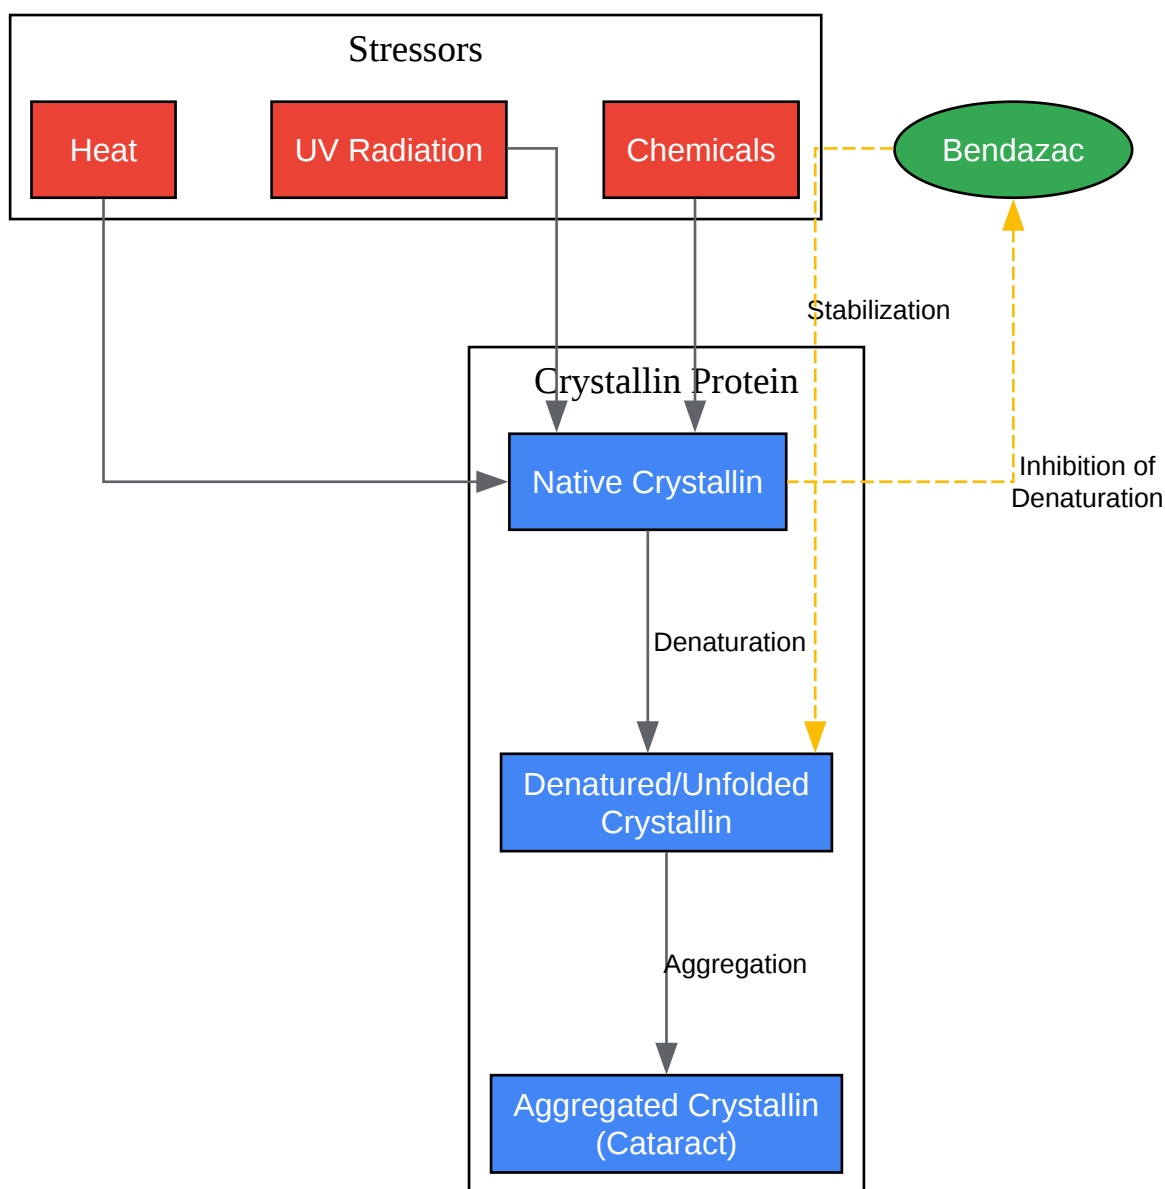 Stressors
Heat
UV Radiation
Chemicals
Bendazac
Stabilization
Crystallin Protein
Native Crystallin
Inhibition of
Denaturation
Denaturation
Denatured/Unfolded
Crystallin
Aggregation
Aggregated Crystallin
(Cataract)